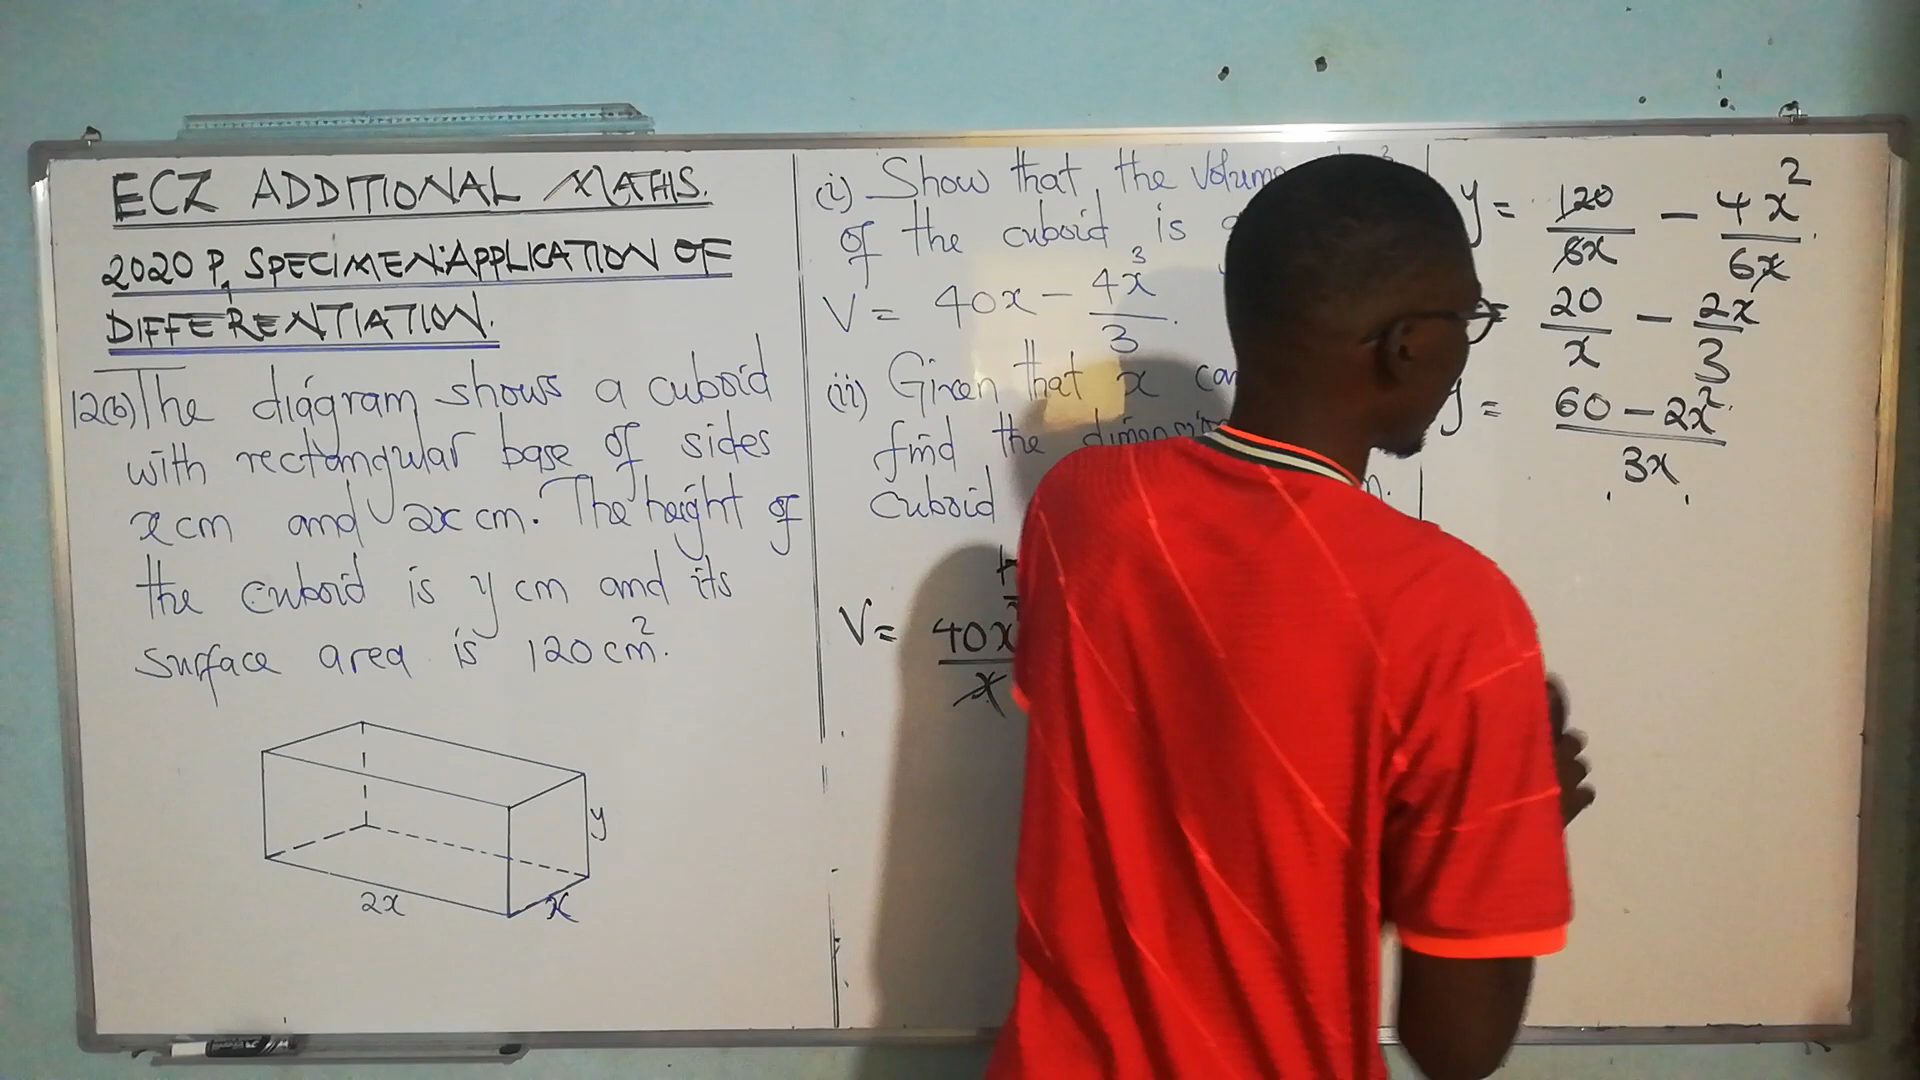 ECZ ADDITIONAL MATHS.
2020 P1 SPECIMEN: APPLICATION OF
DIFFERENTIATION.
12(b) The diagram shows a cuboid
with rectangular base of sides
x cm and 2x cm. The height of
the cuboid is y cm and its
surface area is 120 cm².
y
2x
x
(i) Show that, the volume
of the cuboid is
V = 40x - 4x³/3.
(ii) Given that x can
find the
cuboid
V = 40x
x
y = 120/6x - 4x²/6x.
= 20/x - 2x/3
y = 60 - 2x²/3x